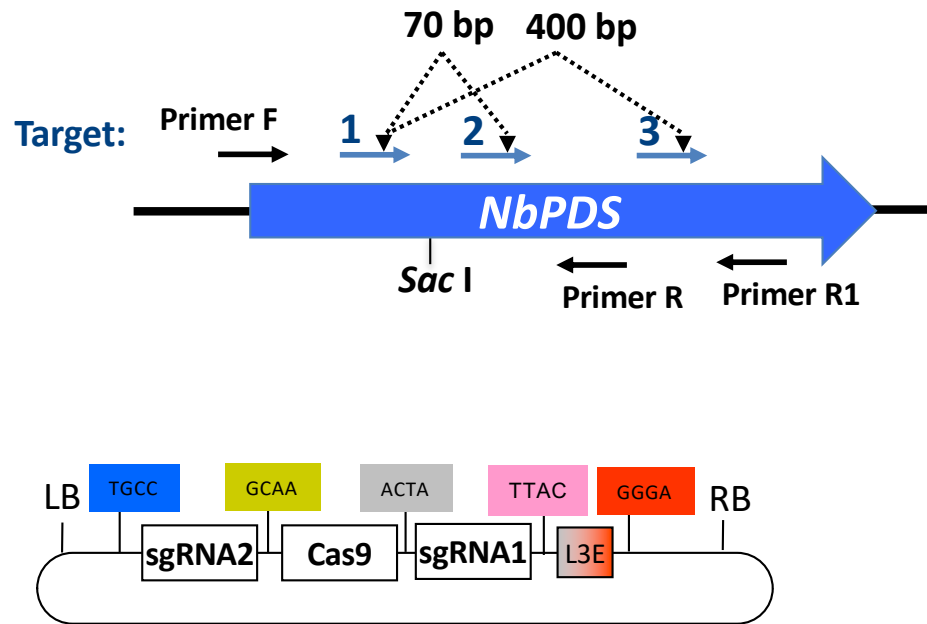 70 bp 400 bp
Target: Primer F 1 2 3
NbPDS
Sac I
Primer R Primer R1
LB TGCC GCAA ACTA TTAC GGGA RB
sgRNA2 Cas9 sgRNA1 L3E